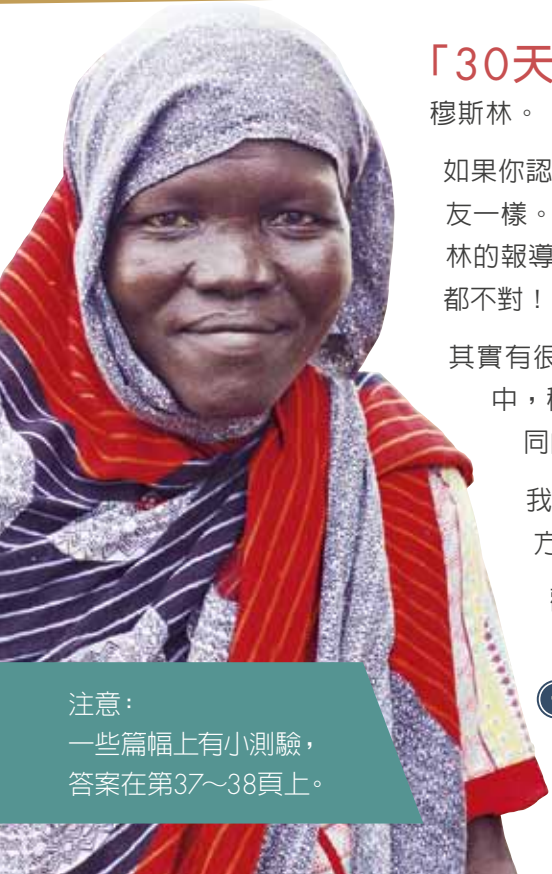 「30天
穆斯林。
如果你認
友一樣。
林的報導
都不對！
其實有很
中，
同
我
方
注意：
一些篇幅上有小測驗，
答案在第37～38頁上。